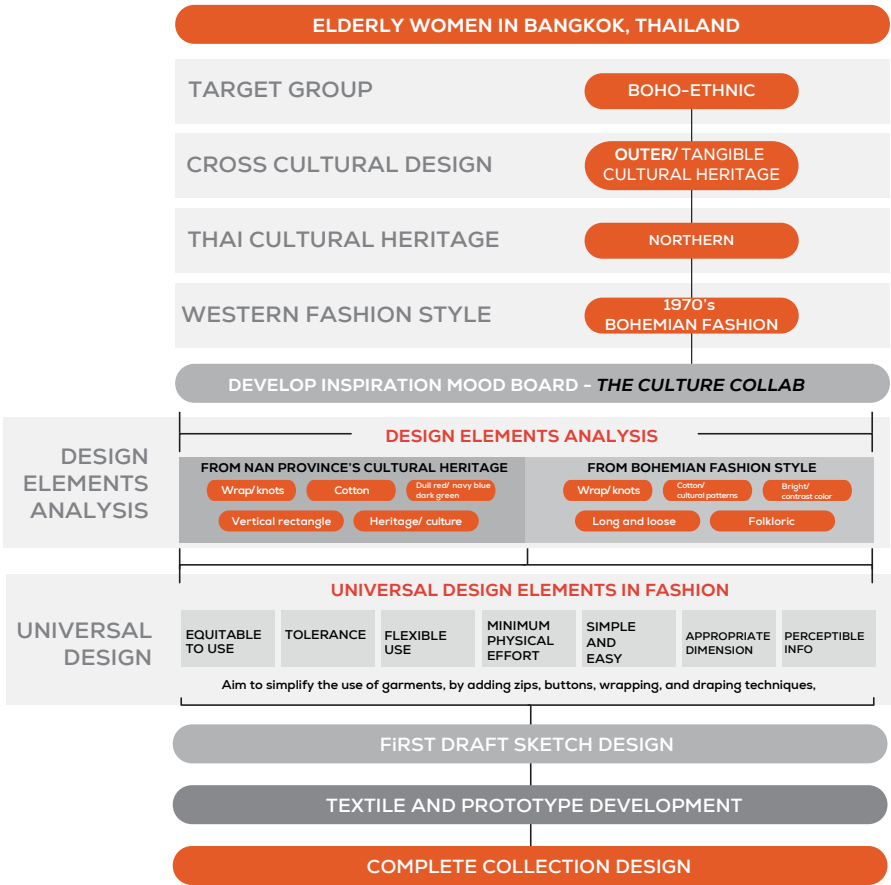 ELDERLY WOMEN IN BANGKOK, THAILAND
TARGET GROUP
BOHO-ETHNIC
CROSS CULTURAL DESIGN
OUTER/ TANGIBLE
CULTURAL HERITAGE
THAI CULTURAL HERITAGE
NORTHERN
WESTERN FASHION STYLE
1970's
BOHEMIAN FASHION
DEVELOP INSPIRATION MOOD BOARD - THE CULTURE COLLAB
DESIGN
ELEMENTS
ANALYSIS
DESIGN ELEMENTS ANALYSIS
FROM NAN PROVINCE'S CULTURAL HERITAGE
Wrap/ knots
Cotton
Dull red/ navy blue
dark green
Vertical rectangle
Heritage/ culture
FROM BOHEMIAN FASHION STYLE
Wrap/ knots
Cotton/
cultural patterns
Bright/
contrast color
Long and loose
Folkloric
UNIVERSAL
DESIGN
UNIVERSAL DESIGN ELEMENTS IN FASHION
EQUITABLE
TO USE
TOLERANCE
FLEXIBLE
USE
MINIMUM
PHYSICAL
EFFORT
SIMPLE
AND
EASY
APPROPRIATE
DIMENSION
PERCEPTIBLE
INFO
Aim to simplify the use of garments, by adding zips, buttons, wrapping, and draping techniques,
FiRST DRAFT SKETCH DESIGN
TEXTILE AND PROTOTYPE DEVELOPMENT
COMPLETE COLLECTION DESIGN